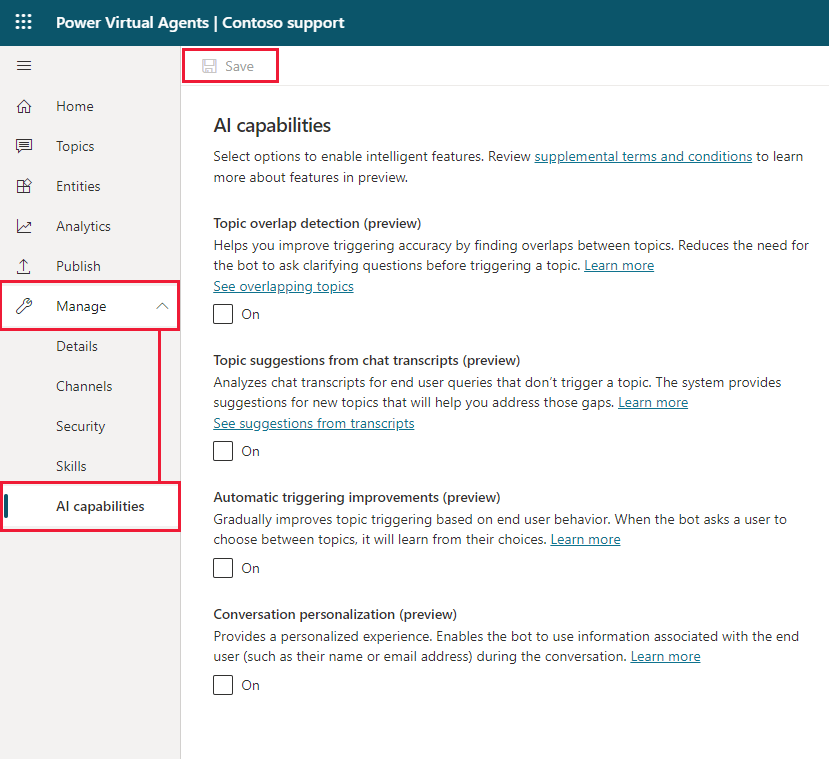 Power Virtual Agents | Contoso support
Save
Home
Topics
Entities
Analytics
Publish
Manage
Details
Channels
Security
Skills
AI capabilities
AI capabilities
Select options to enable intelligent features. Review supplemental terms and conditions to learn
more about features in preview.
Topic overlap detection (preview)
Helps you improve triggering accuracy by finding overlaps between topics. Reduces the need for
the bot to ask clarifying questions before triggering a topic. Learn more
See overlapping topics
On
Topic suggestions from chat transcripts (preview)
Analyzes chat transcripts for end user queries that don't trigger a topic. The system provides
suggestions for new topics that will help you address those gaps. Learn more
See suggestions from transcripts
On
Automatic triggering improvements (preview)
Gradually improves topic triggering based on end user behavior. When the bot asks a user to
choose between topics, it will learn from their choices. Learn more
On
Conversation personalization (preview)
Provides a personalized experience. Enables the bot to use information associated with the end
user (such as their name or email address) during the conversation. Learn more
On